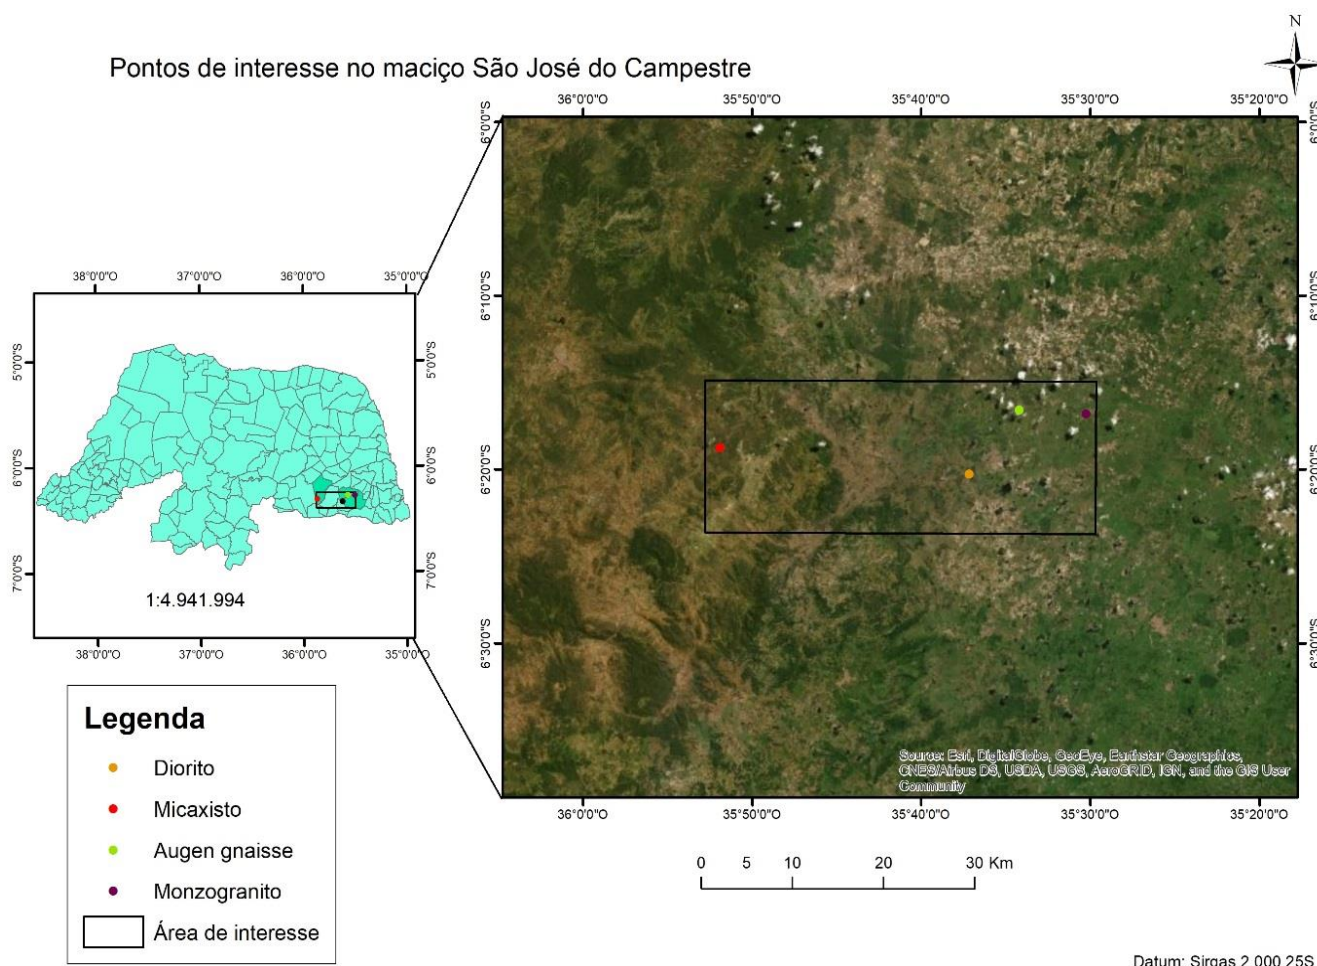 N
Pontos de interesse no maciço São José do Campestre
36°0'0"O 35°50'0"O 35°40'0"O 35°30'0"O 35°20'0"O
6°0'0"S 6°0'0"S
6°10'0"S 6°10'0"S
6°20'0"S 6°20'0"S
6°30'0"S 6°30'0"S
Source: Esri, DigitalGlobe, GeoEye, Earthstar Geographics,
CNES/Airbus DS, USDA, USGS, AeroGRID, IGN, and the GIS User
Community
36°0'0"O 35°50'0"O 35°40'0"O 35°30'0"O 35°20'0"O
38°0'0"O 37°0'0"O 36°0'0"O 35°0'0"O
5°0'0"S 5°0'0"S
6°0'0"S 6°0'0"S
7°0'0"S 7°0'0"S
1:4.941.994
38°0'0"O 37°0'0"O 36°0'0"O 35°0'0"O
Legenda
Diorito
Micaxisto
Augen gnaisse
Monzogranito
Área de interesse
0 5 10 20 30 Km
Datum: Sirgas 2.000 25S